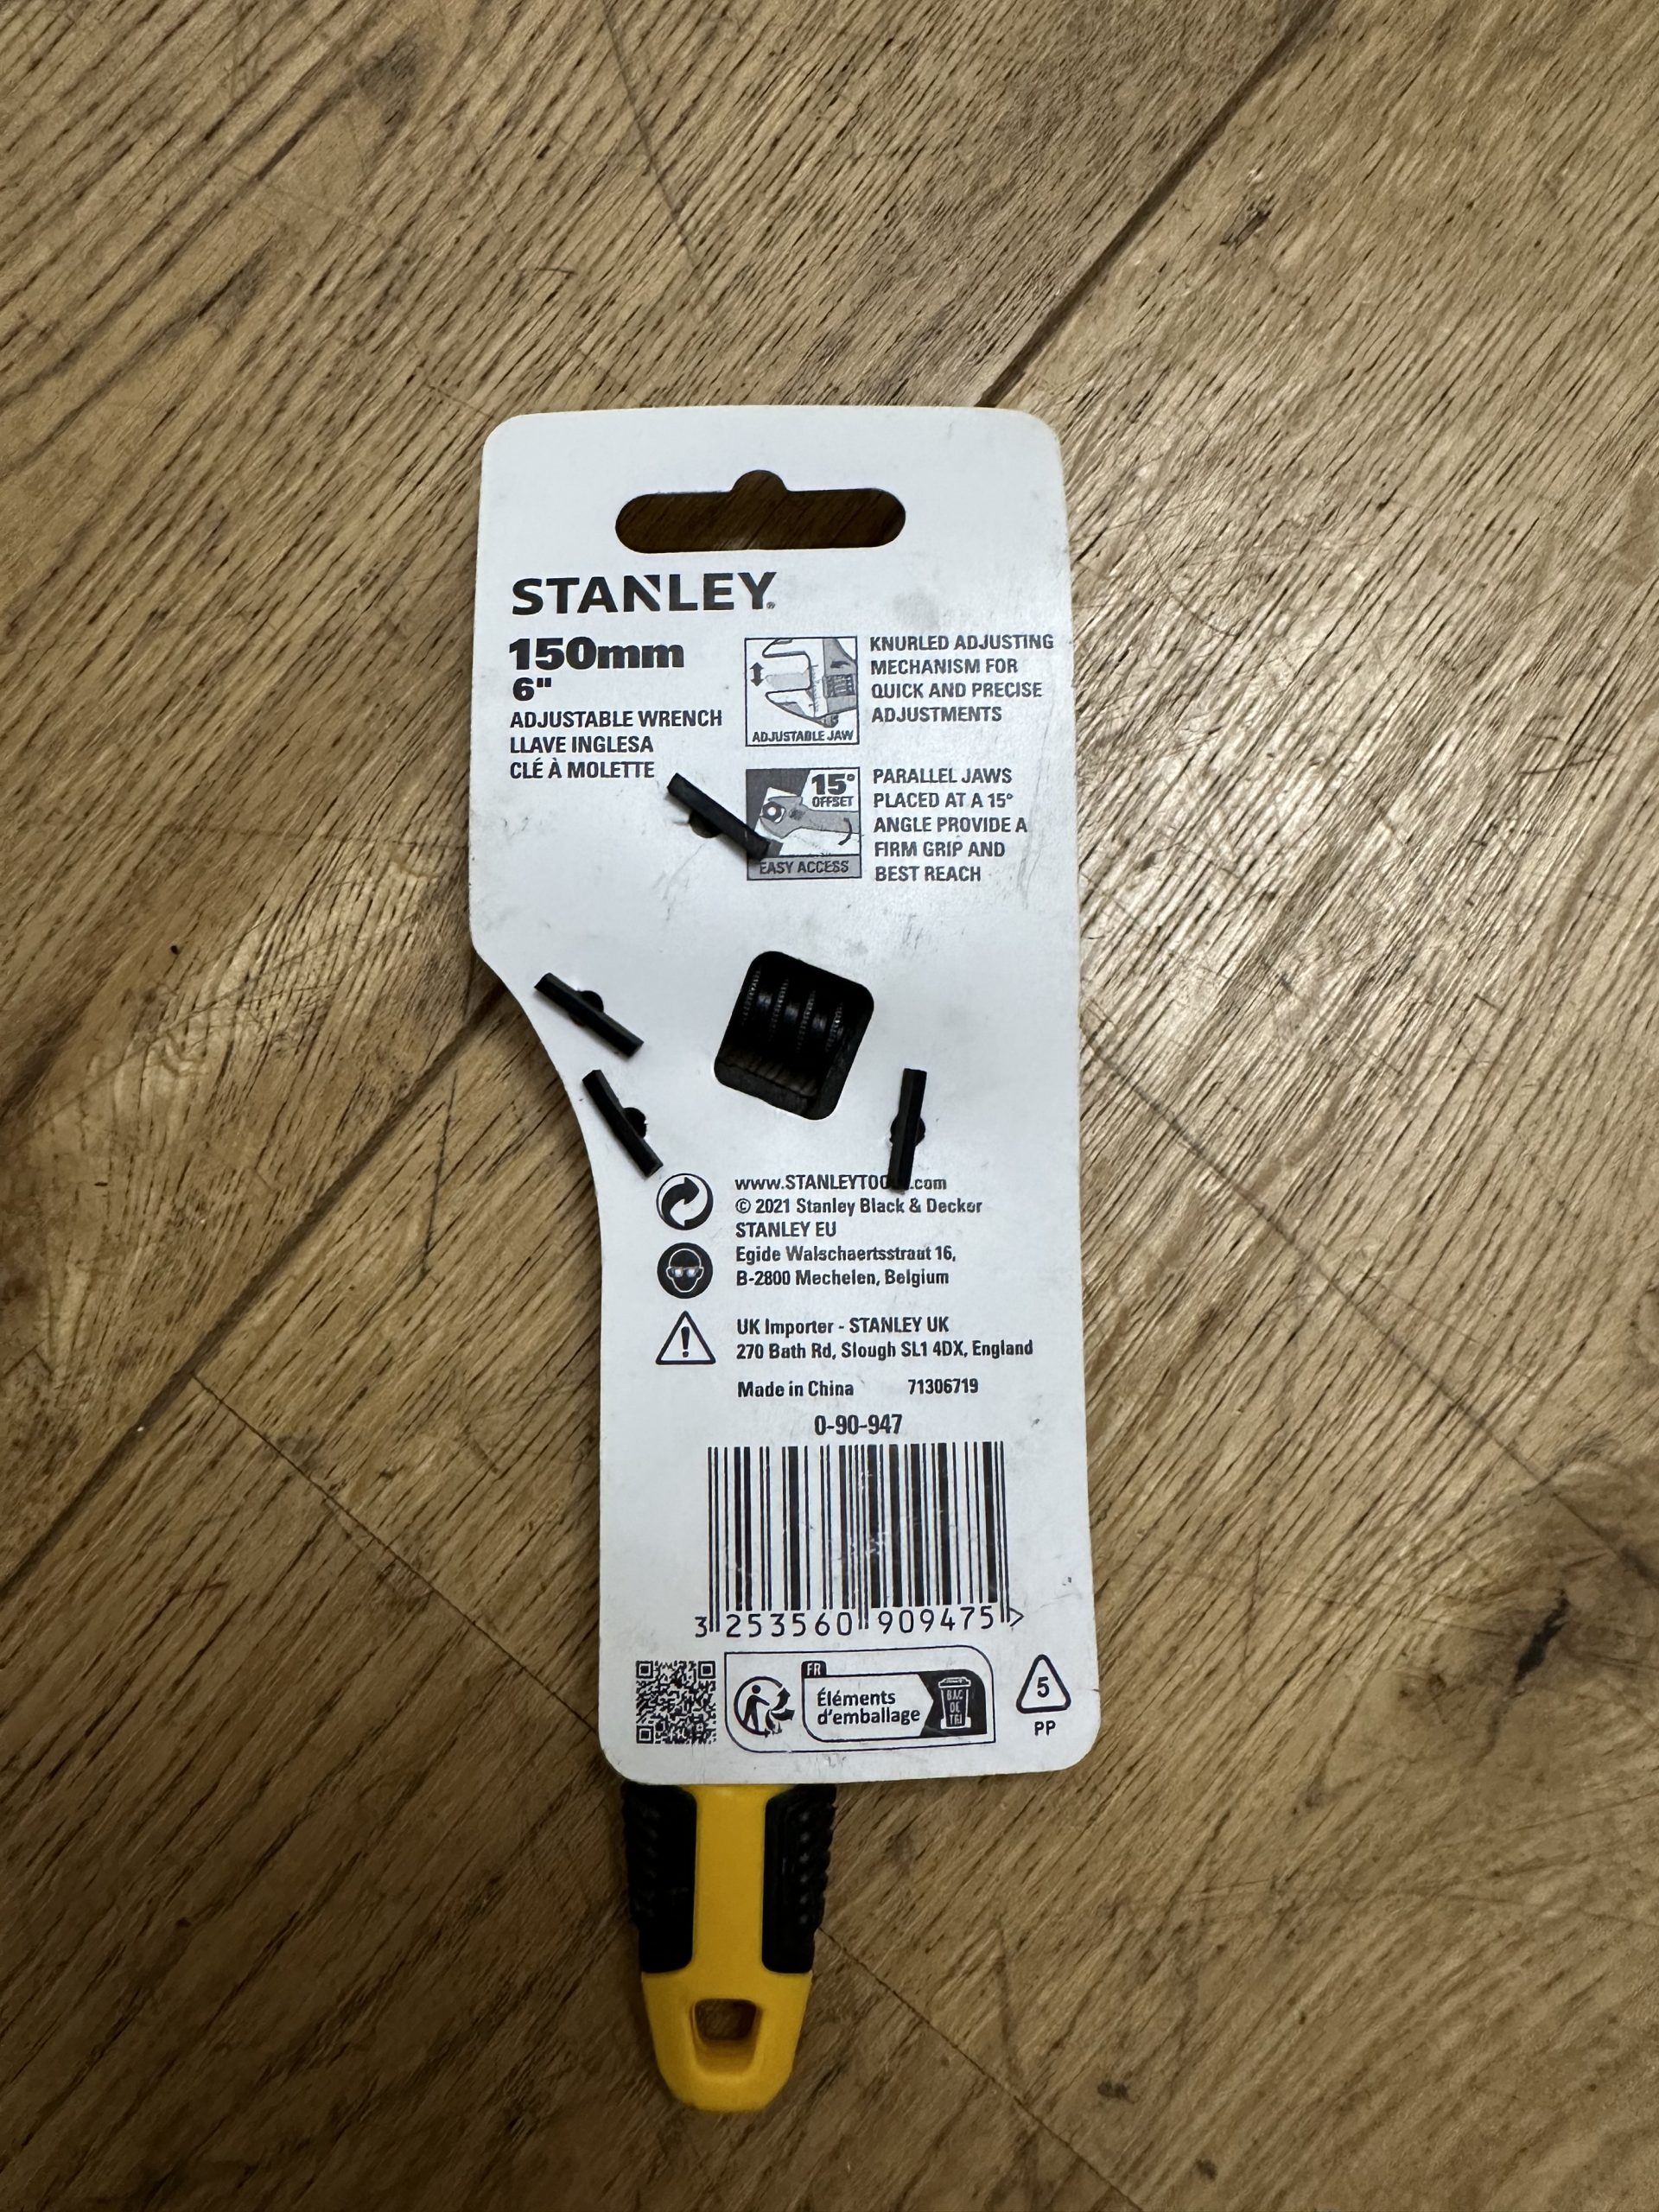 STANLEY®
150mm
6"
ADJUSTABLE WRENCH
LLAVE INGLESA
CLÉ À MOLETTE
ADJUSTABLE JAW
KNURLED ADJUSTING
MECHANISM FOR
QUICK AND PRECISE
ADJUSTMENTS
15°
OFFSET
EASY ACCESS
PARALLEL JAWS
PLACED AT A 15°
ANGLE PROVIDE A
FIRM GRIP AND
BEST REACH
© 2021 Stanley Black & Decker
STANLEY EU
Egide Walschaertsstraat 16,
B-2800 Mechelen, Belgium
UK Importer - STANLEY UK
270 Bath Rd, Slough SL1 4DX, England
Made in China 71306719
0-90-947
3 253560 909475 >
FR
Éléments
d'emballage
BAC
DE
TRI
5
PP